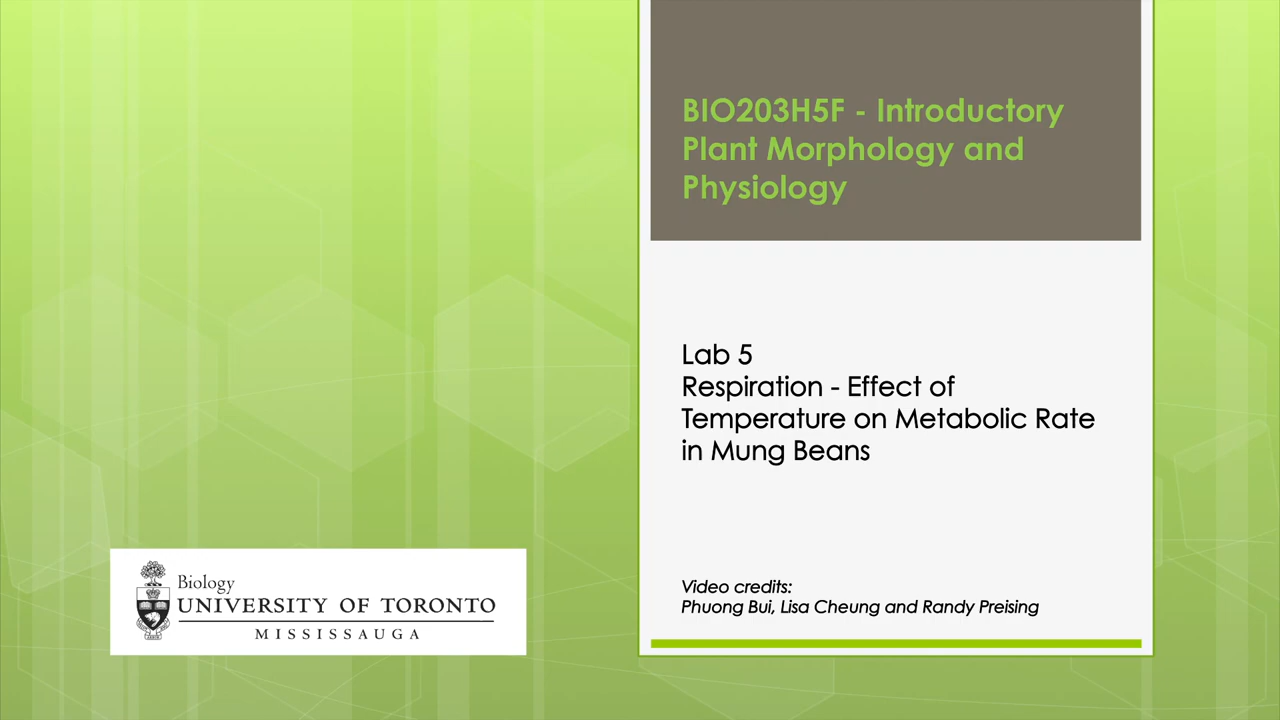 BIO203H5F - Introductory
Plant Morphology and
Physiology
Lab 5
Respiration - Effect of
Temperature on Metabolic Rate
in Mung Beans
Video credits:
Phuong Bui, Lisa Cheung and Randy Preising
Biology
UNIVERSITY OF TORONTO
MISSISSAUGA